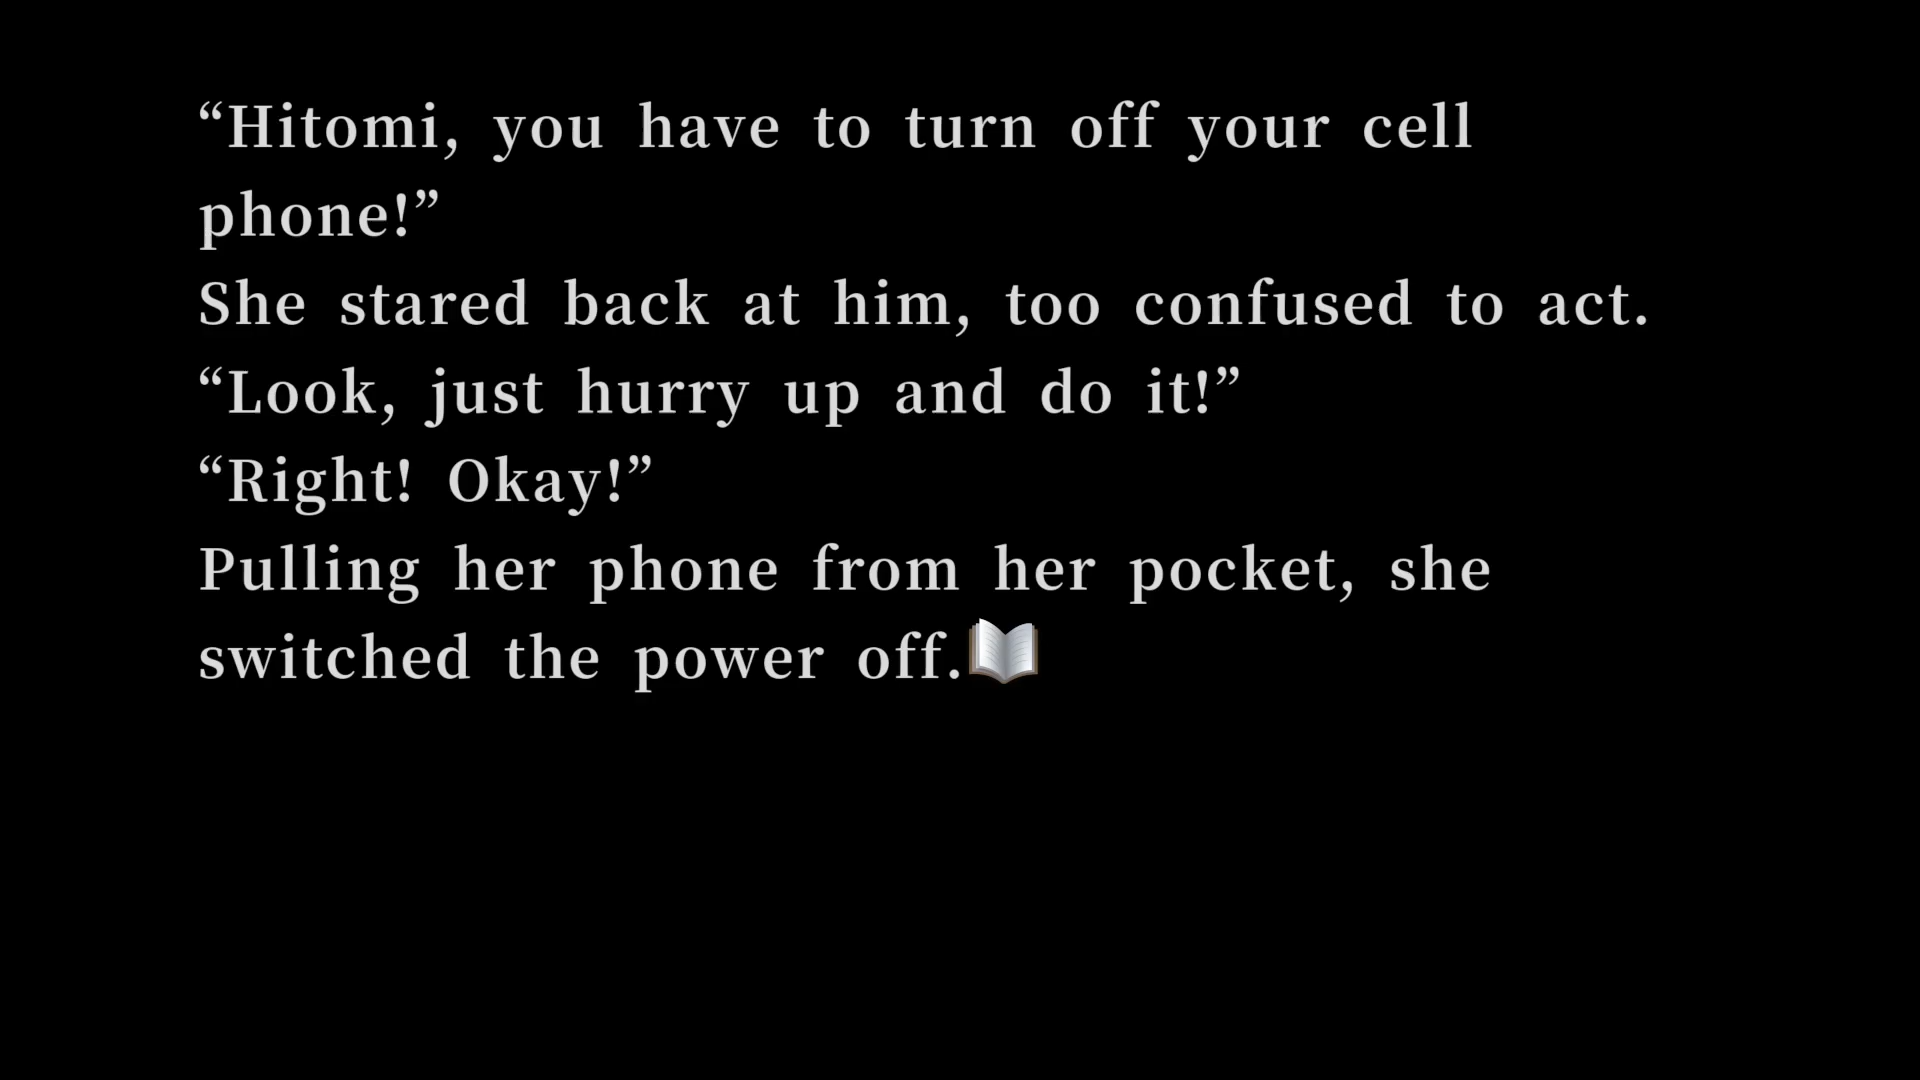 “Hitomi, you have to turn off your cell
phone!”
She stared back at him, too confused to act.
“Look, just hurry up and do it!”
“Right! Okay!”
Pulling her phone from her pocket, she
switched the power off.